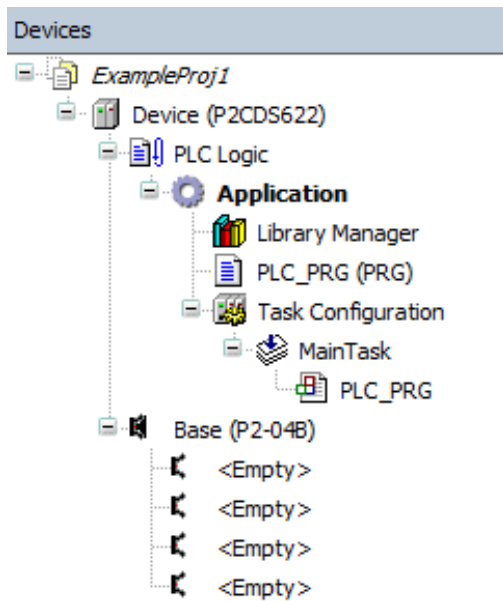 Devices
ExampleProj1
Device (P2CDS622)
PLC Logic
Application
Library Manager
PLC_PRG (PRG)
Task Configuration
MainTask
PLC_PRG
Base (P2-04B)
<Empty>
<Empty>
<Empty>
<Empty>